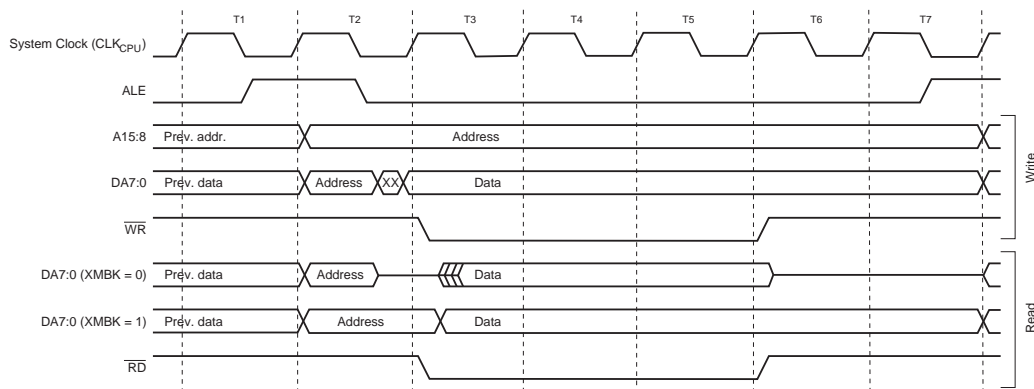 T1 T2 T3 T4 T5 T6 T7
System Clock (CLKCPU)
ALE
A15:8 Prev. addr. Address
DA7:0 Prev. data Address XX Data
WR
Write
DA7:0 (XMBK = 0) Prev. data Address Data
DA7:0 (XMBK = 1) Prev. data Address Data
RD
Read